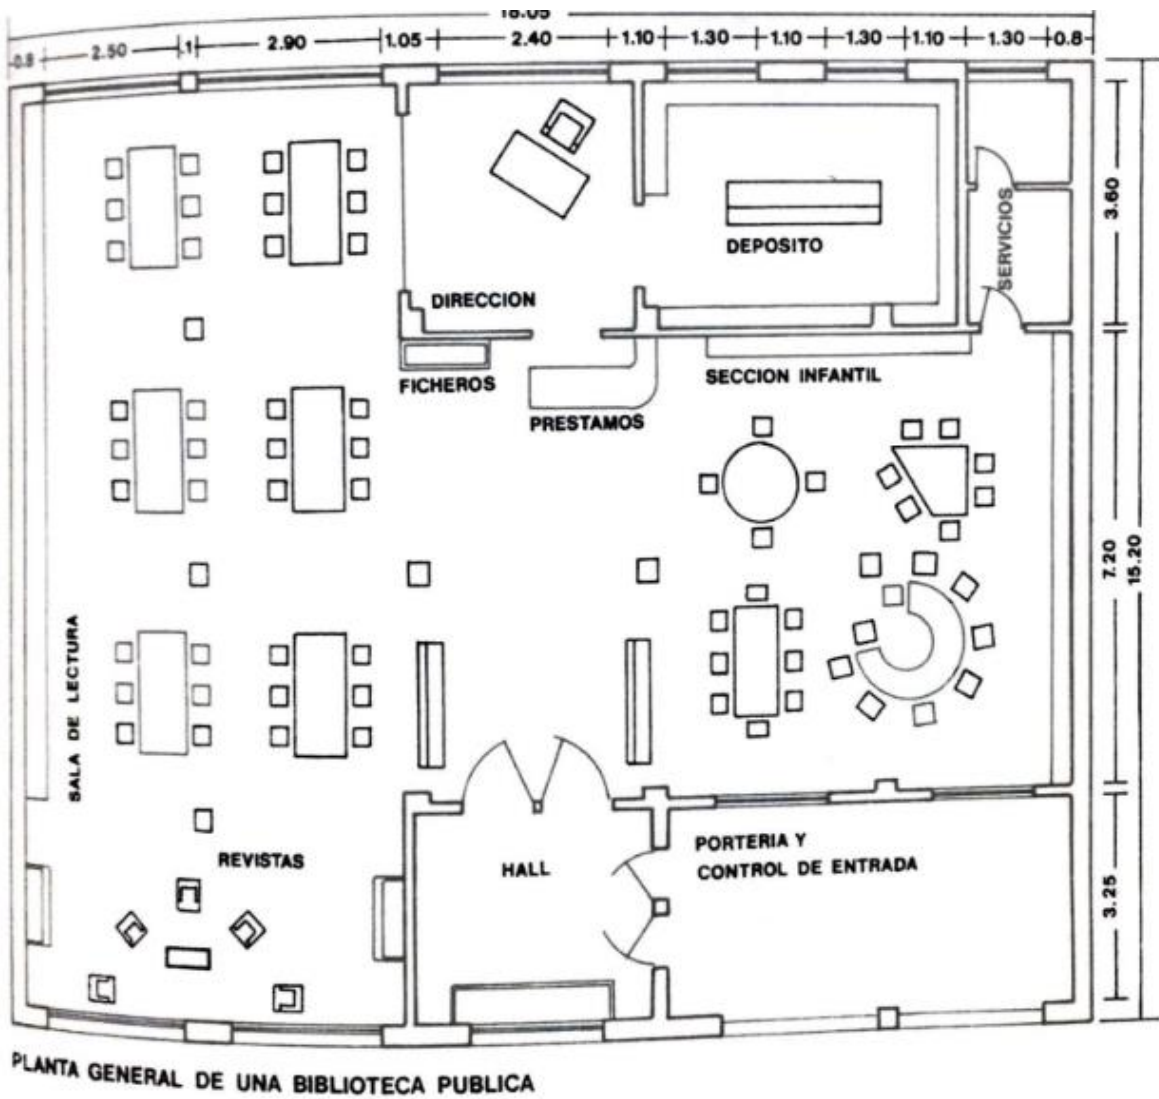 18.05
0.8 2.50 .1 2.90 1.05 2.40 1.10 1.30 1.10 1.30 1.10 1.30 0.8
3.60
SERVICIOS
DEPOSITO
DIRECCION
FICHEROS
PRESTAMOS
SECCION INFANTIL
7.20
15.20
SALA DE LECTURA
REVISTAS
HALL
PORTERIA Y
CONTROL DE ENTRADA
3.25
PLANTA GENERAL DE UNA BIBLIOTECA PUBLICA